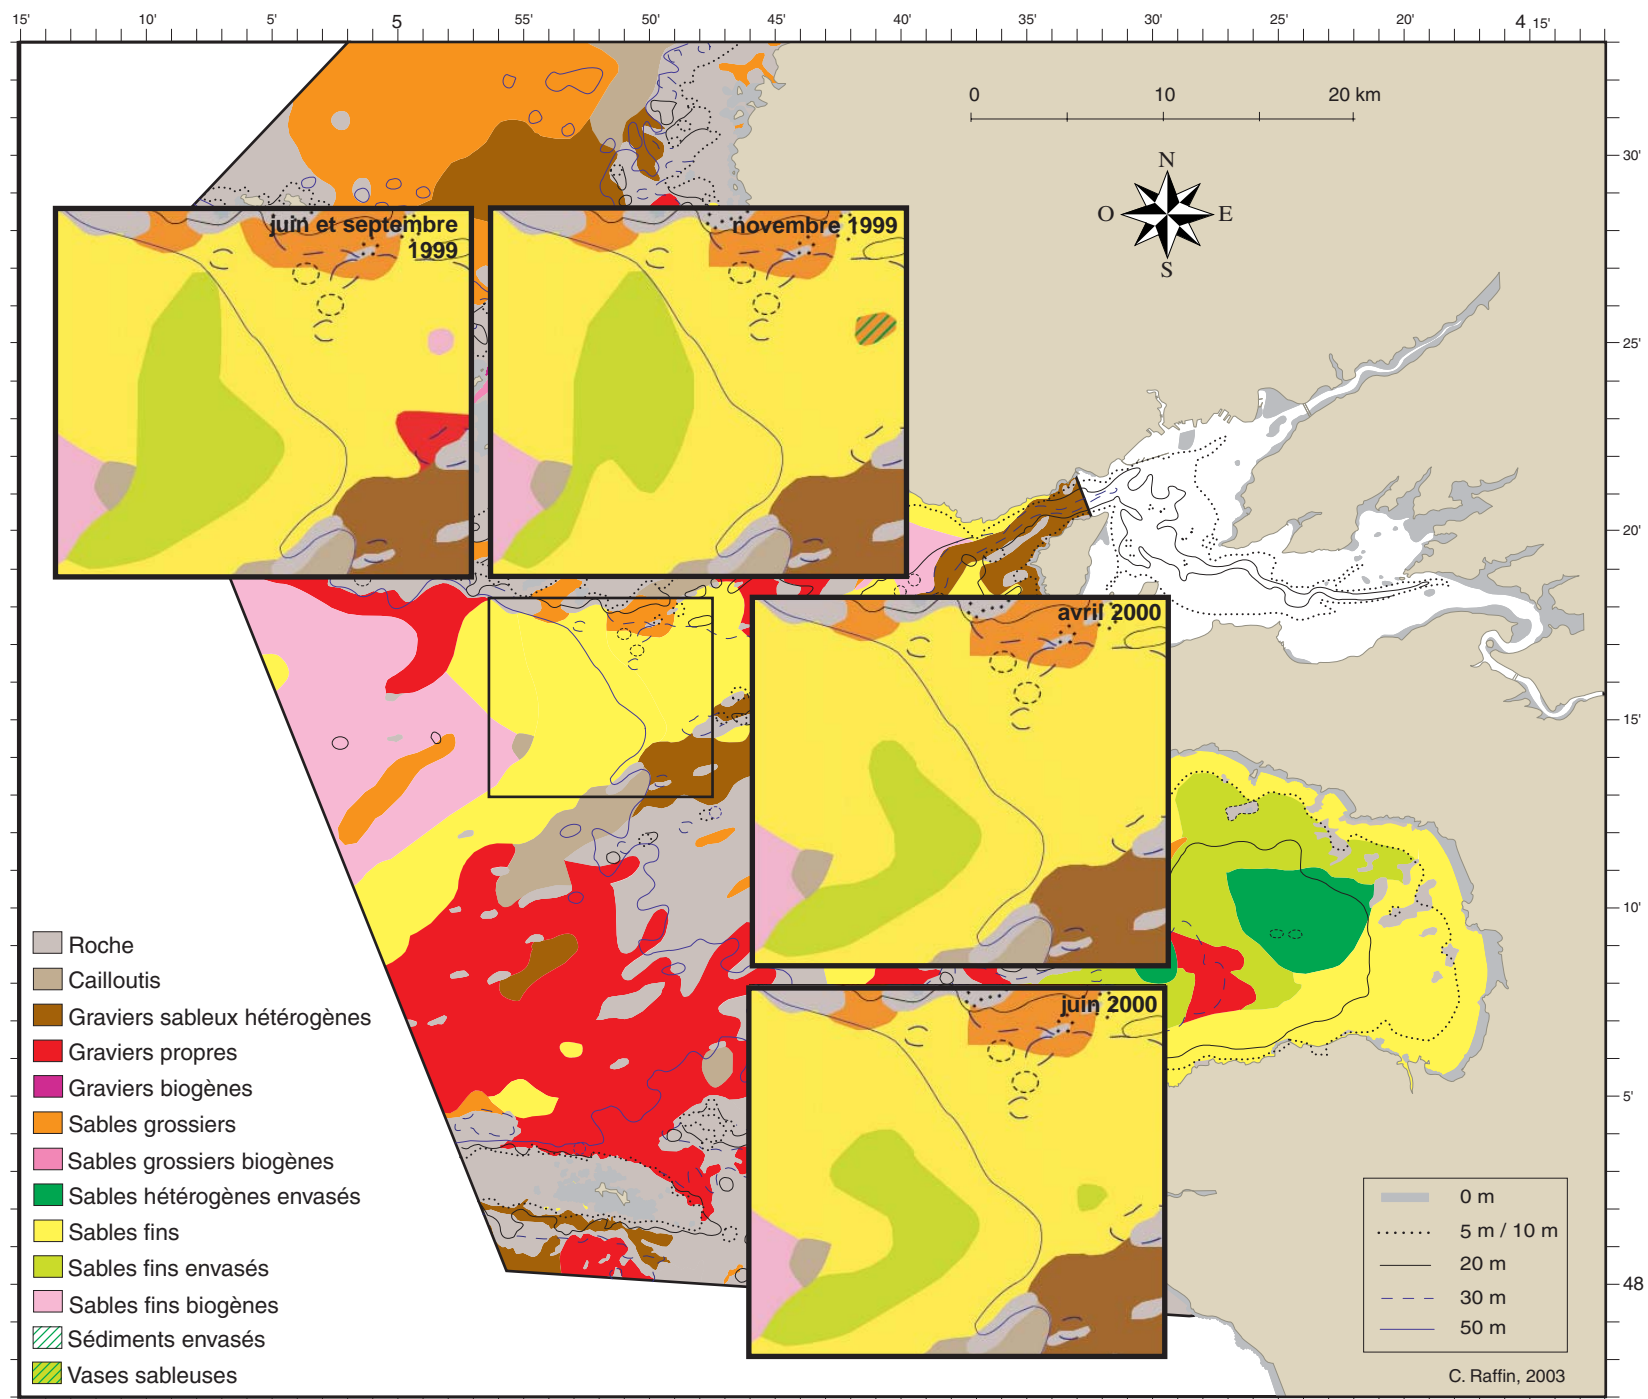 15' 10' 5 55' 50' 45' 40' 35' 30' 25' 20' 4 15'
0 10 20 km
N
O E
S
30'
25'
20'
15'
10'
5'
48
juin et septembre
1999
novembre 1999
avril 2000
juin 2000
Roche
Cailloutis
Graviers sableux hétérogènes
Graviers propres
Graviers biogènes
Sables grossiers
Sables grossiers biogènes
Sables hétérogènes envasés
Sables fins
Sables fins envasés
Sables fins biogènes
Sédiments envasés
Vases sableuses
0 m
5 m / 10 m
20 m
30 m
50 m
C. Raffin, 2003